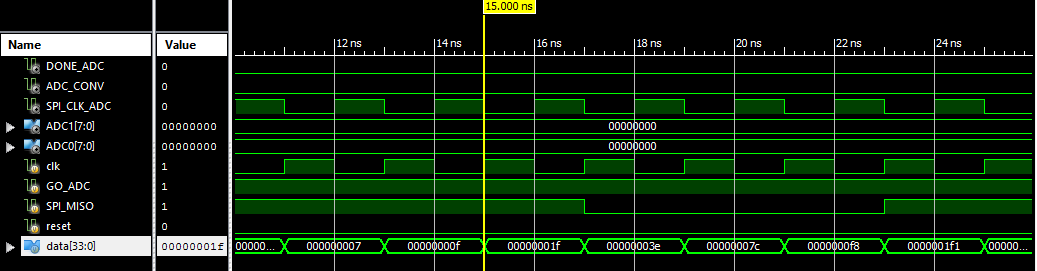 15.000 ns
Name
Value
12 ns
14 ns
16 ns
18 ns
20 ns
22 ns
24 ns
DONE_ADC
0
ADC_CONV
0
SPI_CLK_ADC
0
ADC1[7:0]
00000000
00000000
ADC0[7:0]
00000000
00000000
clk
1
GO_ADC
1
SPI_MISO
1
reset
0
data[33:0]
00000001f
00000...
000000007
00000000f
00000001f
00000003e
00000007c
0000000f8
0000001f1
00000...